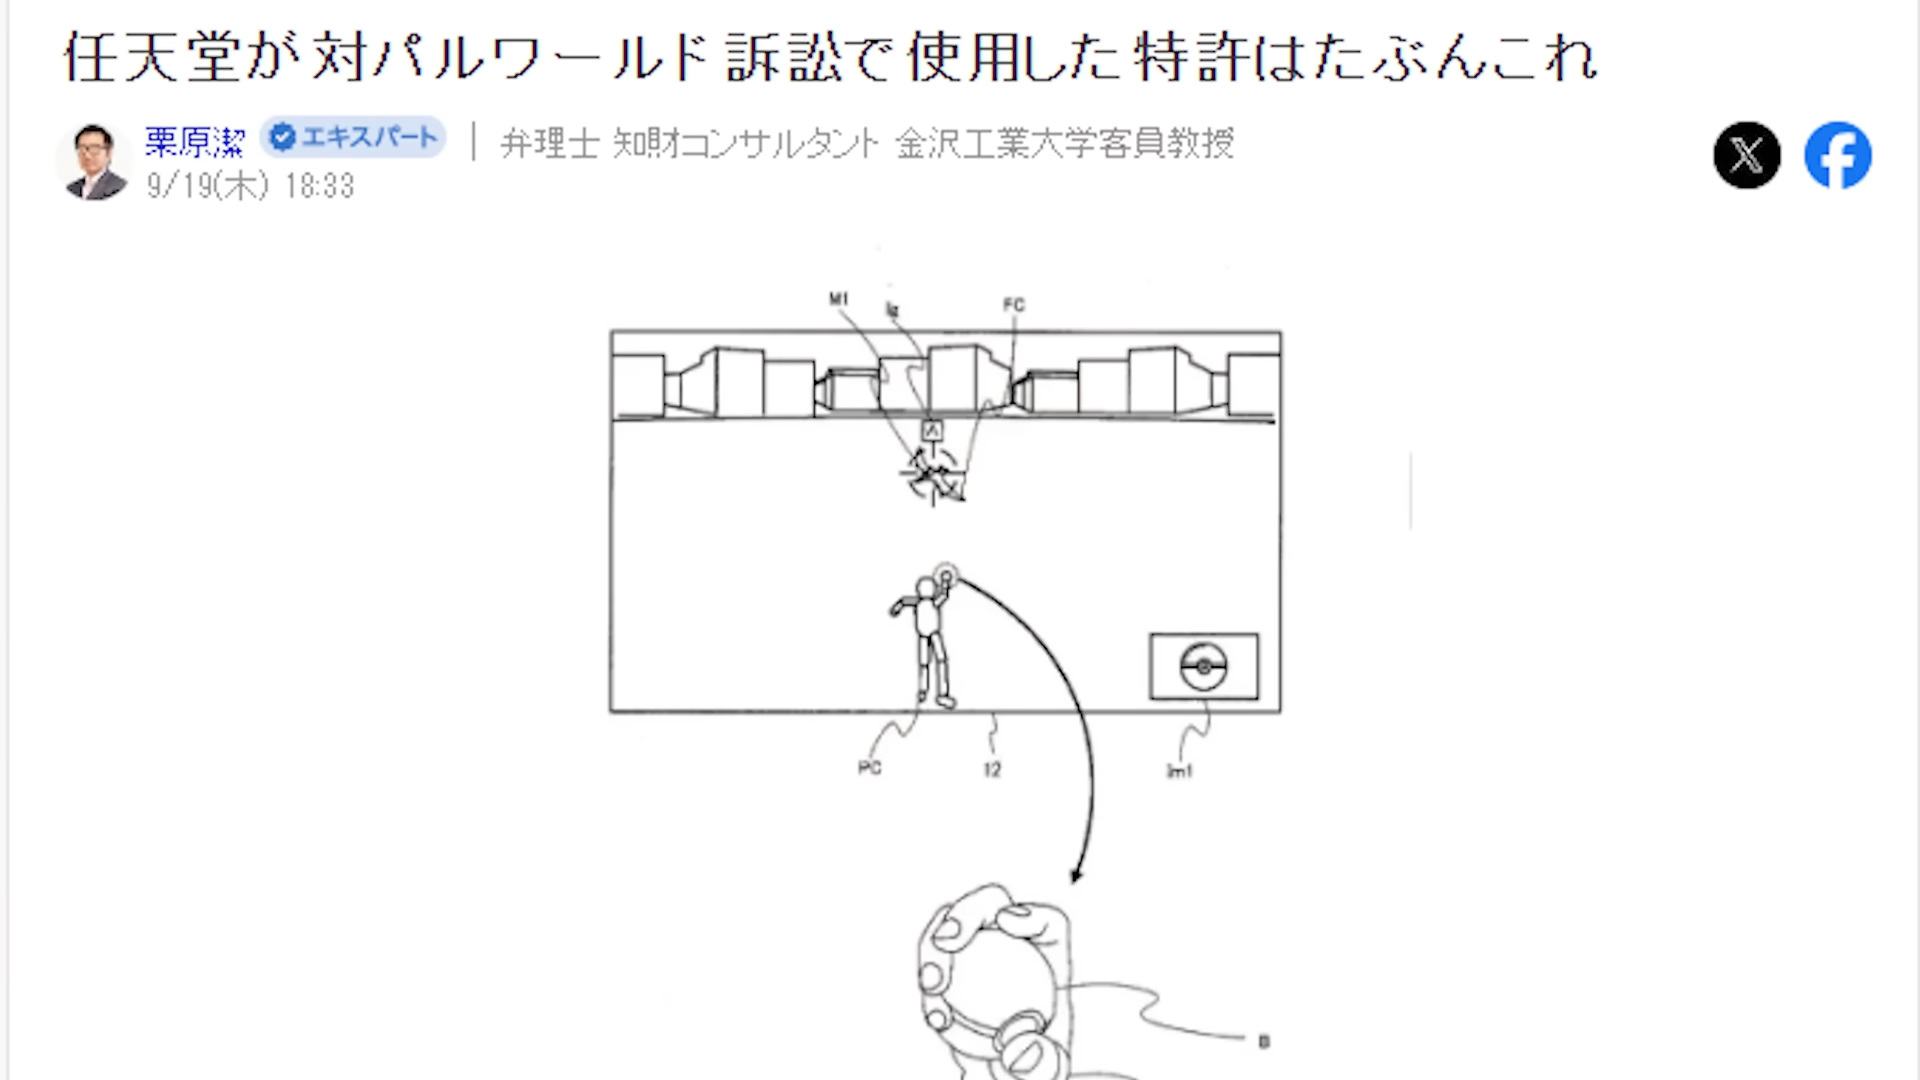 任天堂が対パルワールド訴訟で使用した特許はたぶんこれ
栗原潔 エキスパート | 弁理士 知財コンサルタント 金沢工業大学客員教授
9/19(木) 18:33
M1 FC
PC 12 im1
B